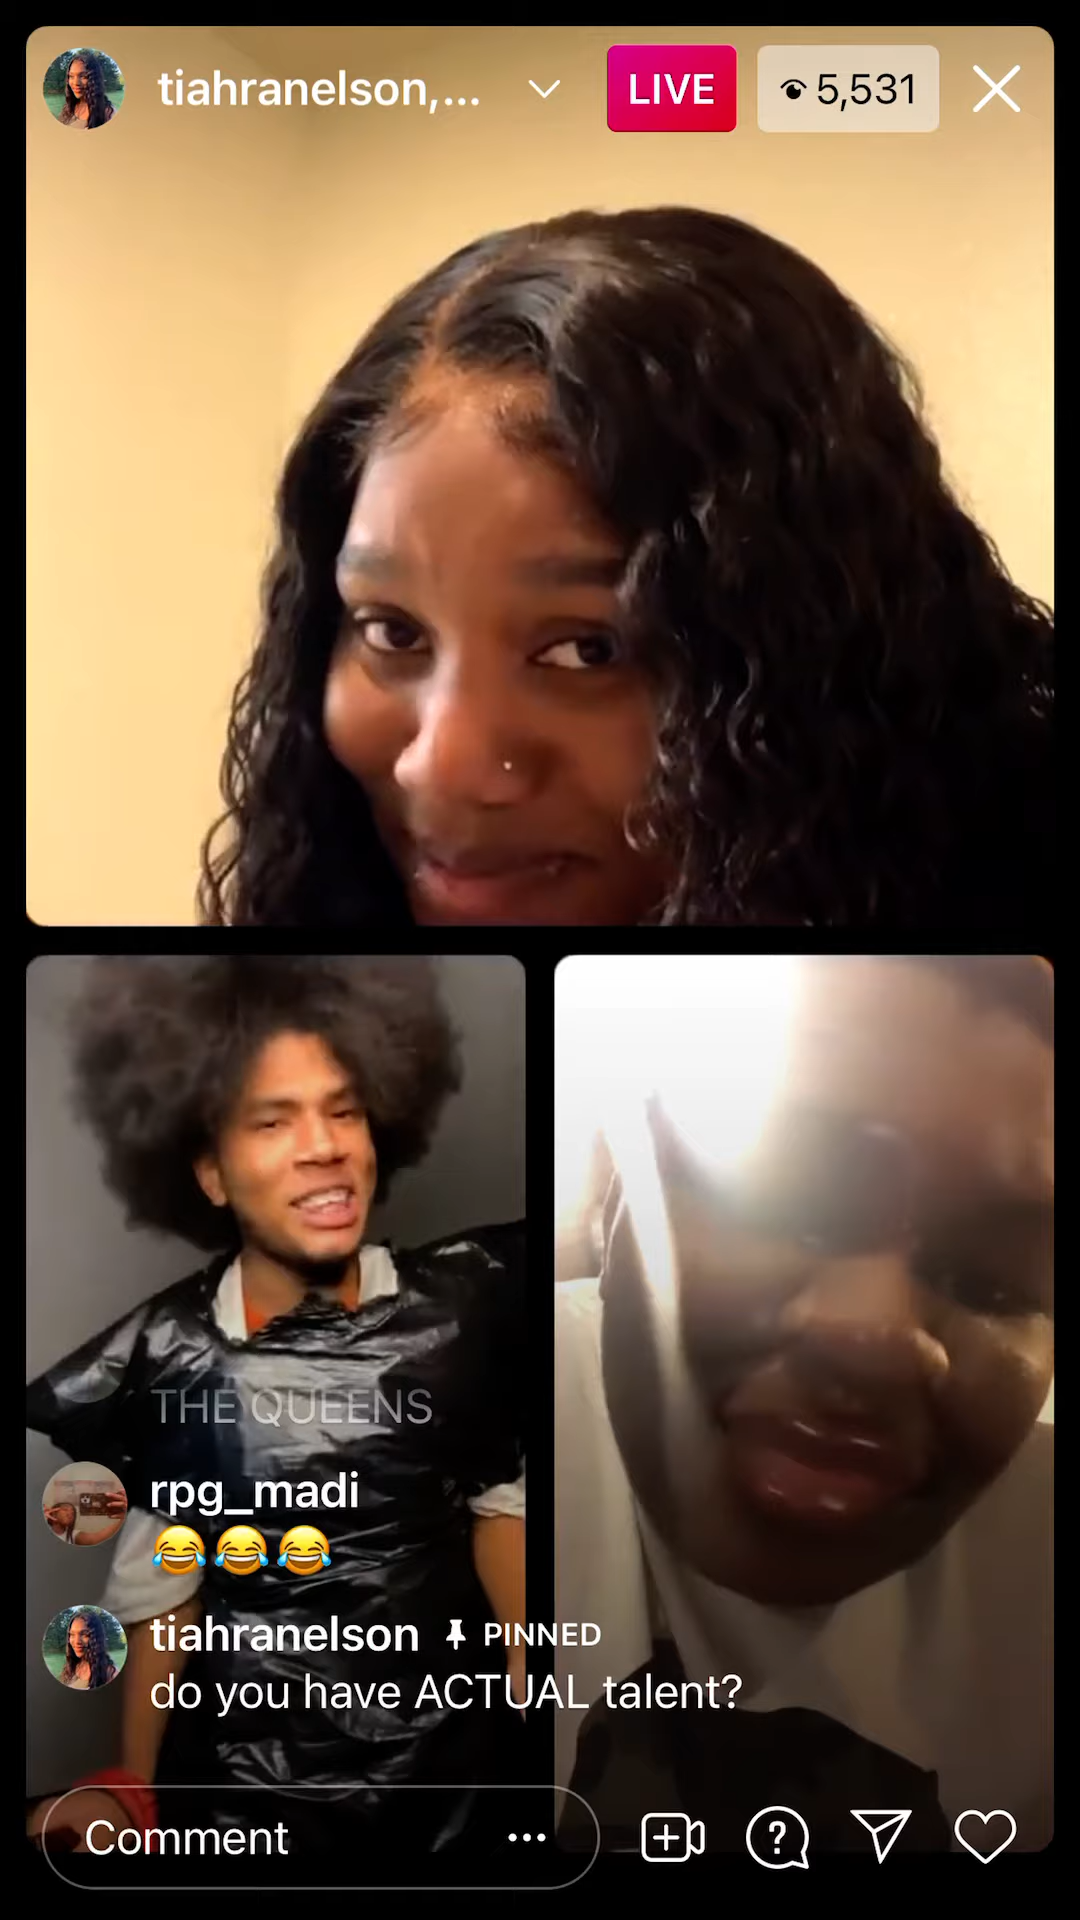 tiahranelson,...
LIVE
5,531
THE QUEENS
rpg_madi
😂😂😂
tiahranelson PINNED
do you have ACTUAL talent?
Comment